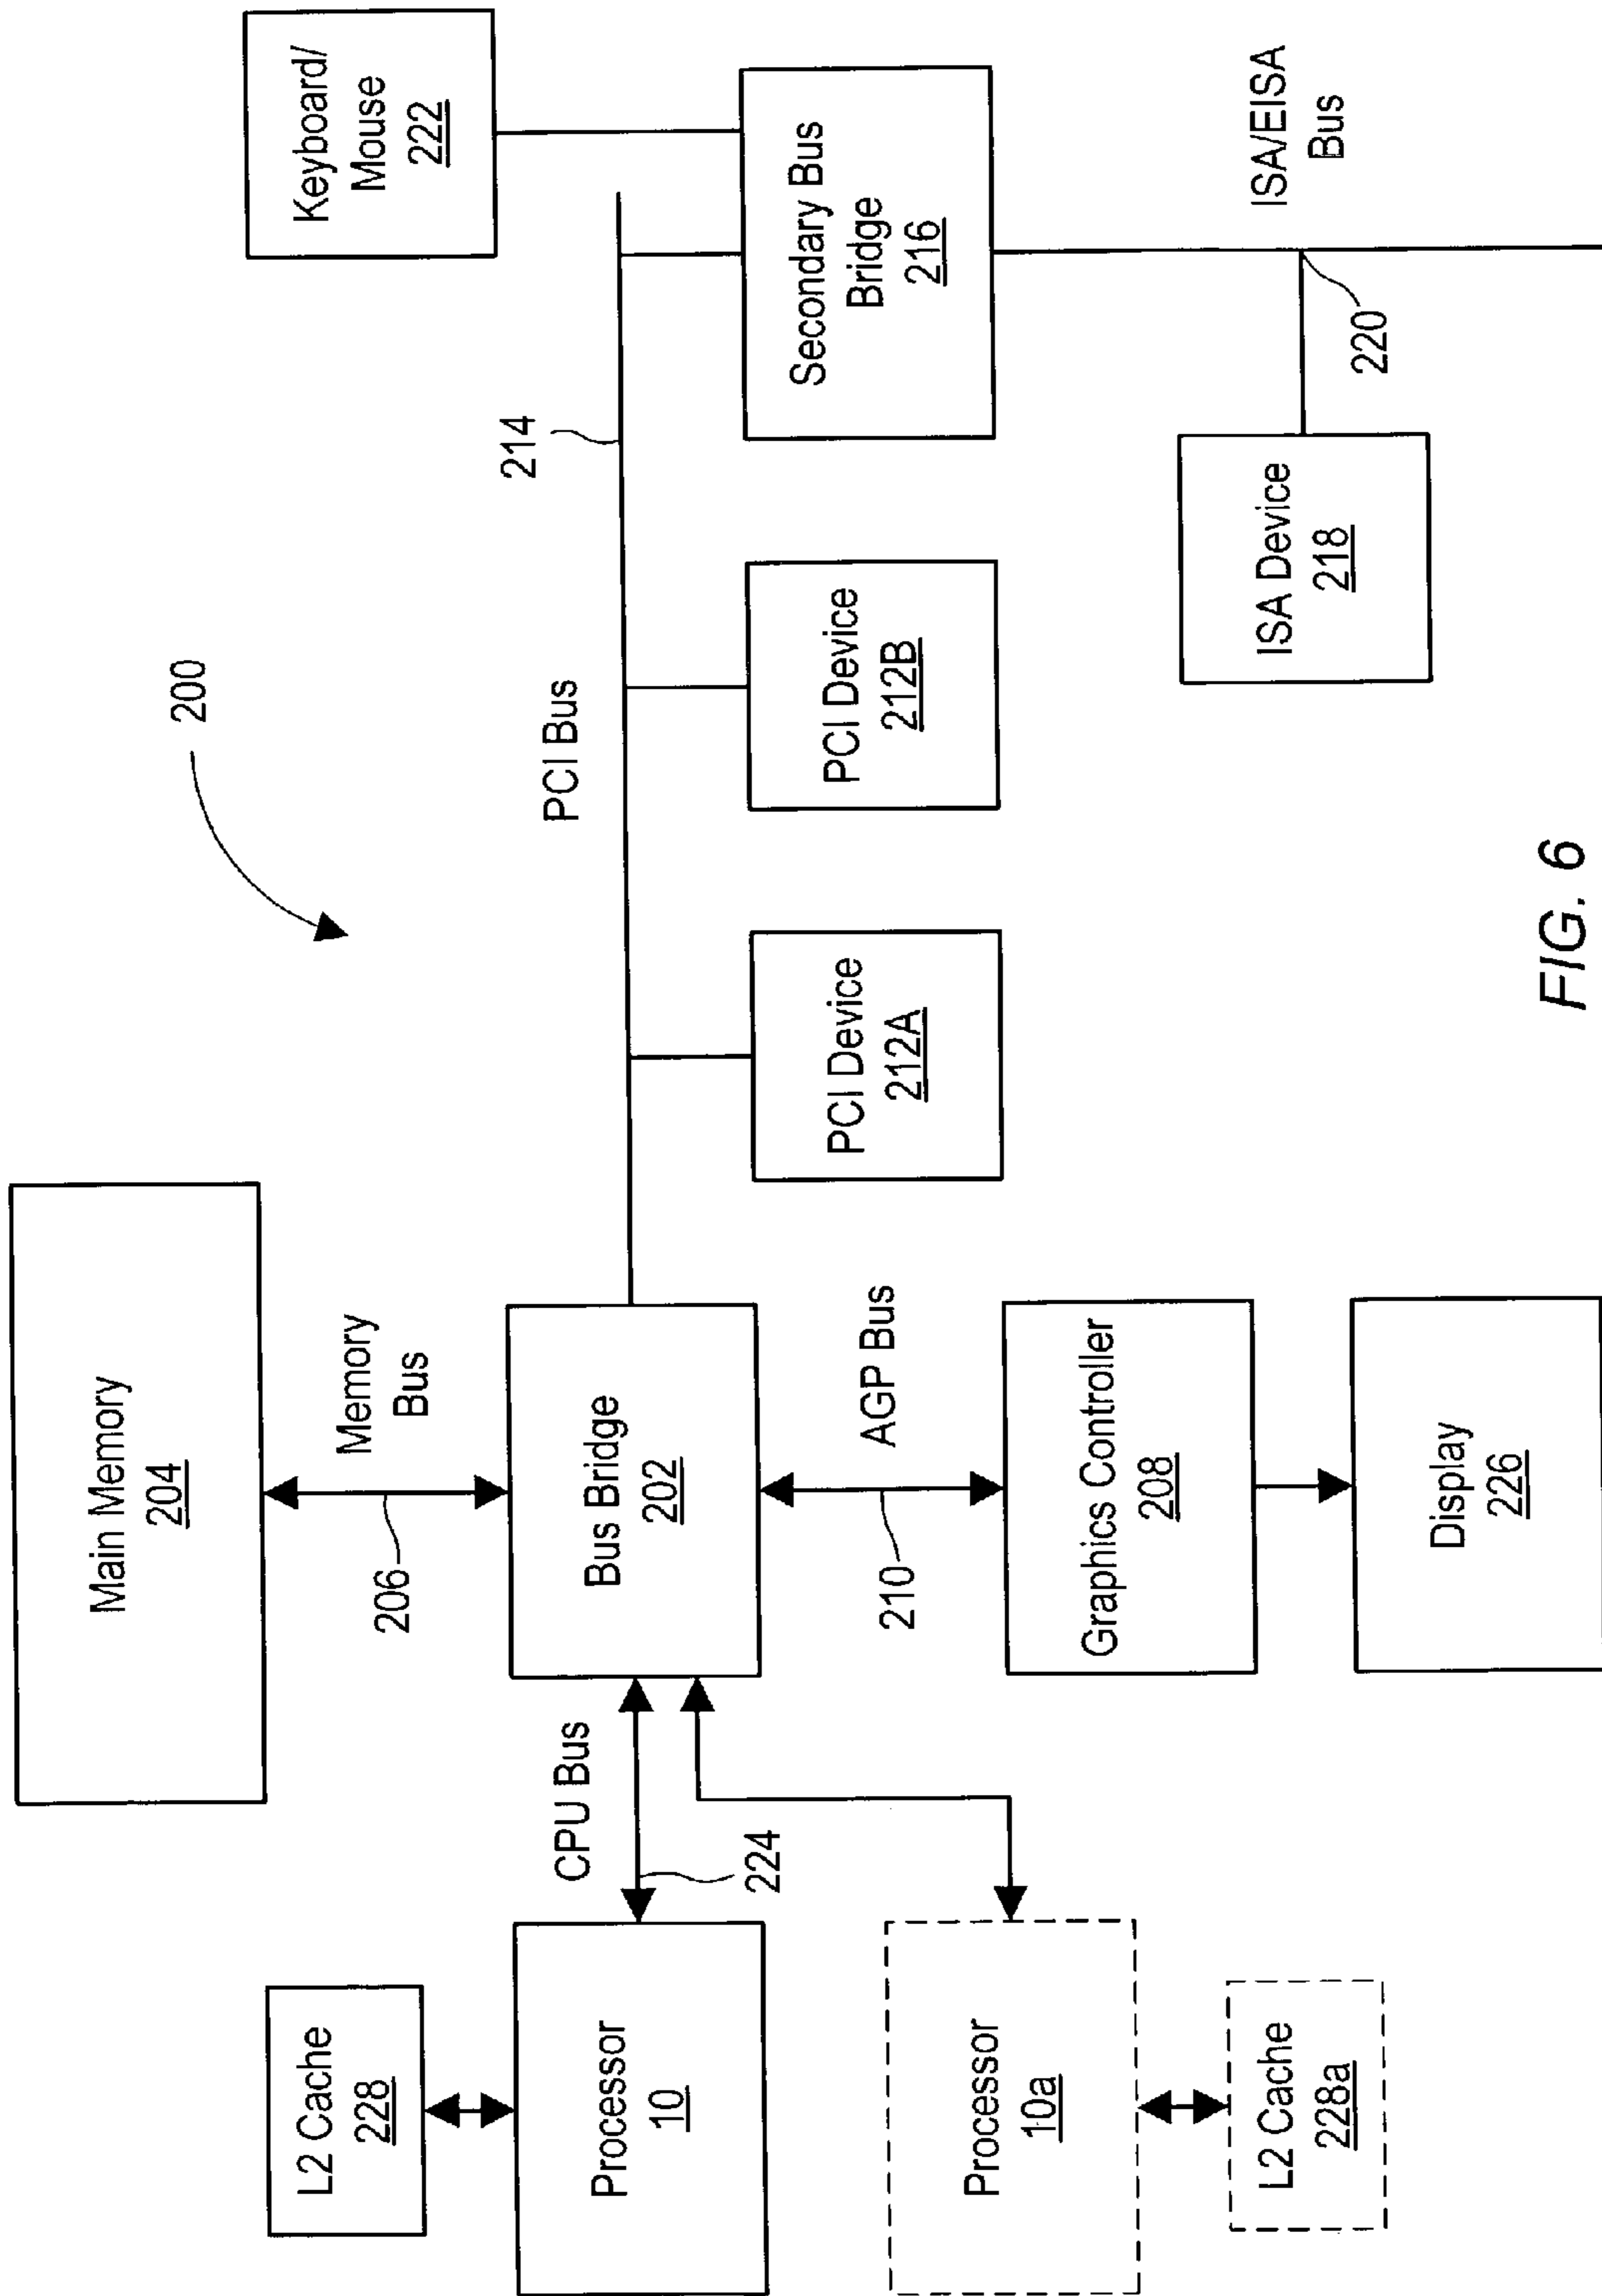 200
Main Memory
204
Keyboard/
Mouse
222
206
Memory
Bus
L2 Cache
228
CPU Bus
224
Processor
10
Bus Bridge
202
PCI Bus
214
210
AGP Bus
PCI Device
212A
PCI Device
212B
Secondary Bus
Bridge
216
Processor
10a
Graphics Controller
208
L2 Cache
228a
Display
226
ISA Device
218
220
ISA/EISA
Bus
FIG. 6